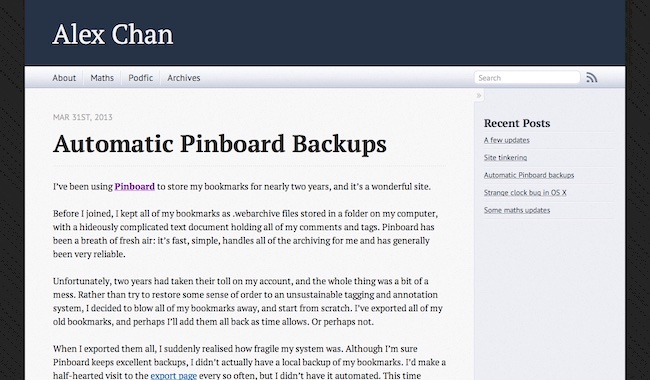 Alex Chan
About Maths Podfic Archives Search
»
MAR 31ST, 2013
Automatic Pinboard Backups
I've been using Pinboard to store my bookmarks for nearly two years, and it's a wonderful site.
Before I joined, I kept all of my bookmarks as .webarchive files stored in a folder on my computer,
with a hideously complicated text document holding all of my comments and tags. Pinboard has
been a breath of fresh air: it's fast, simple, handles all of the archiving for me and has generally
been very reliable.
Unfortunately, two years had taken their toll on my account, and the whole thing was a bit of a
mess. Rather than try to restore some sense of order to an unsustainable tagging and annotation
system, I decided to blow all of my bookmarks away, and start from scratch. I've exported all of my
old bookmarks, and perhaps I'll add them all back as time allows. Or perhaps not.
When I exported them all, I suddenly realised how fragile my system was. Although I'm sure
Pinboard keeps excellent backups, I didn't actually have a local backup of my bookmarks. I'd make a
half-hearted visit to the export page every so often, but I didn't have it automated. This time
Recent Posts
A few updates
Site tinkering
Automatic Pinboard backups
Strange clock bug in OS X
Some maths updates